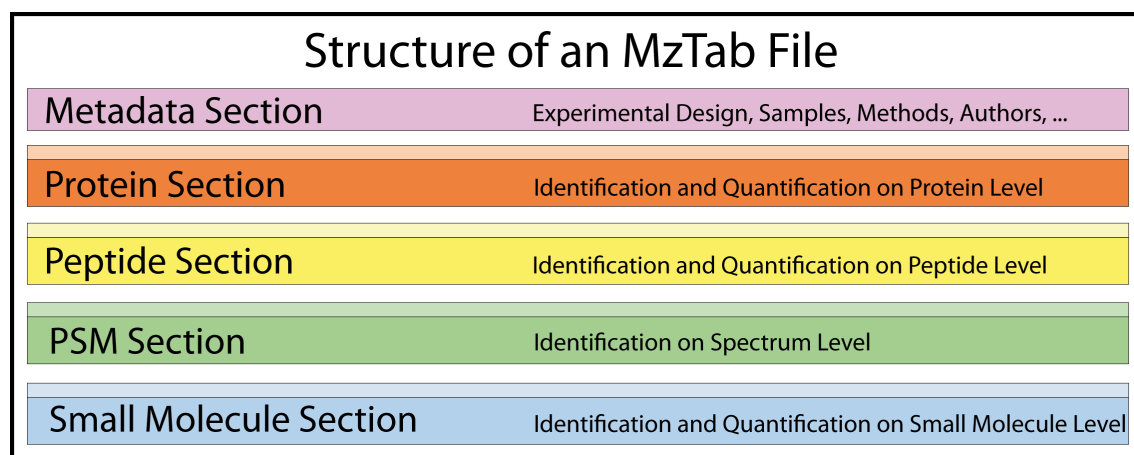 Structure of an MzTab File
Metadata Section Experimental Design, Samples, Methods, Authors, ...
Protein Section Identification and Quantification on Protein Level
Peptide Section Identification and Quantification on Peptide Level
PSM Section Identification on Spectrum Level
Small Molecule Section Identification and Quantification on Small Molecule Level